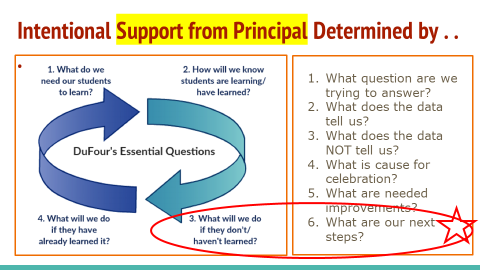 Intentional Support from Principal Determined by . .
1. What do we
need our students
to learn?
2. How will we know
students are learning/
have learned?
DuFour's Essential Questions
4. What will we do
if they have
already learned it?
3. What will we do
if they don't/
haven't learned?
1. What question are we
trying to answer?
2. What does the data
tell us?
3. What does the data
NOT tell us?
4. What is cause for
celebration?
5. What are needed
improvements?
6. What are our next
steps?